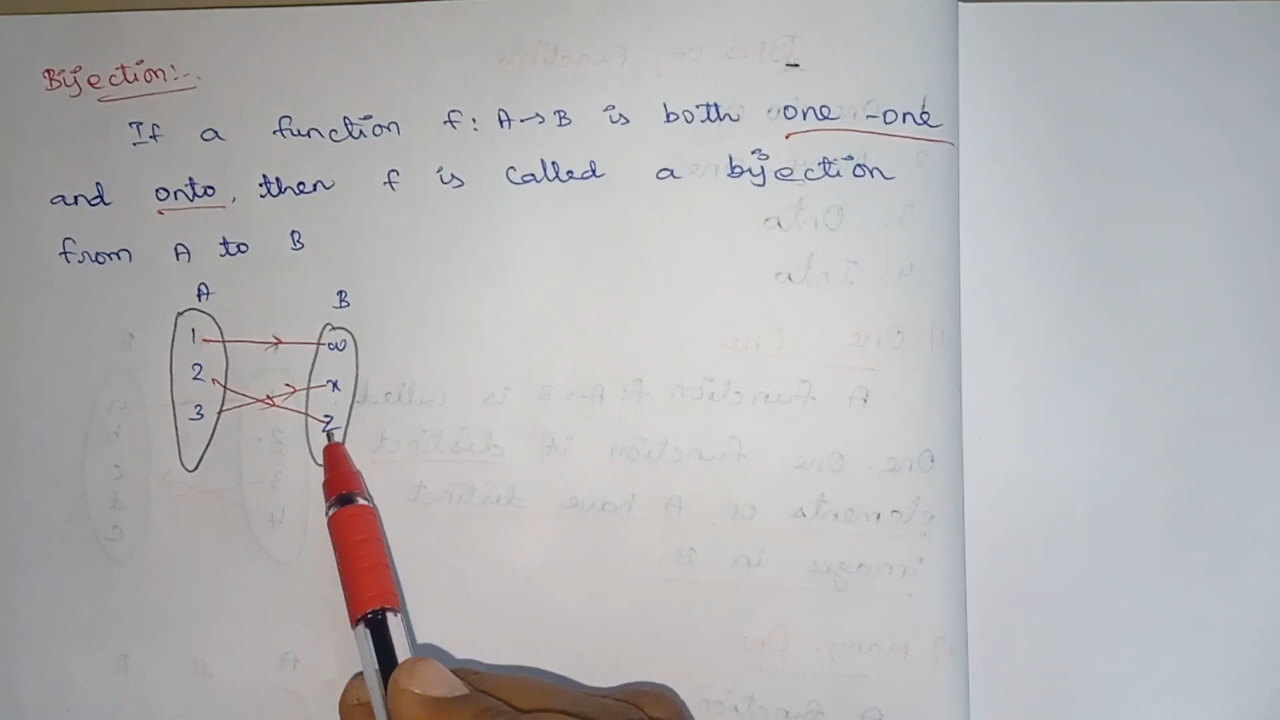 Bijection:-
If a function f: A→B is both one-one
and onto, then f is called a bijection
from A to B
A B
1 w
2 x
3 z